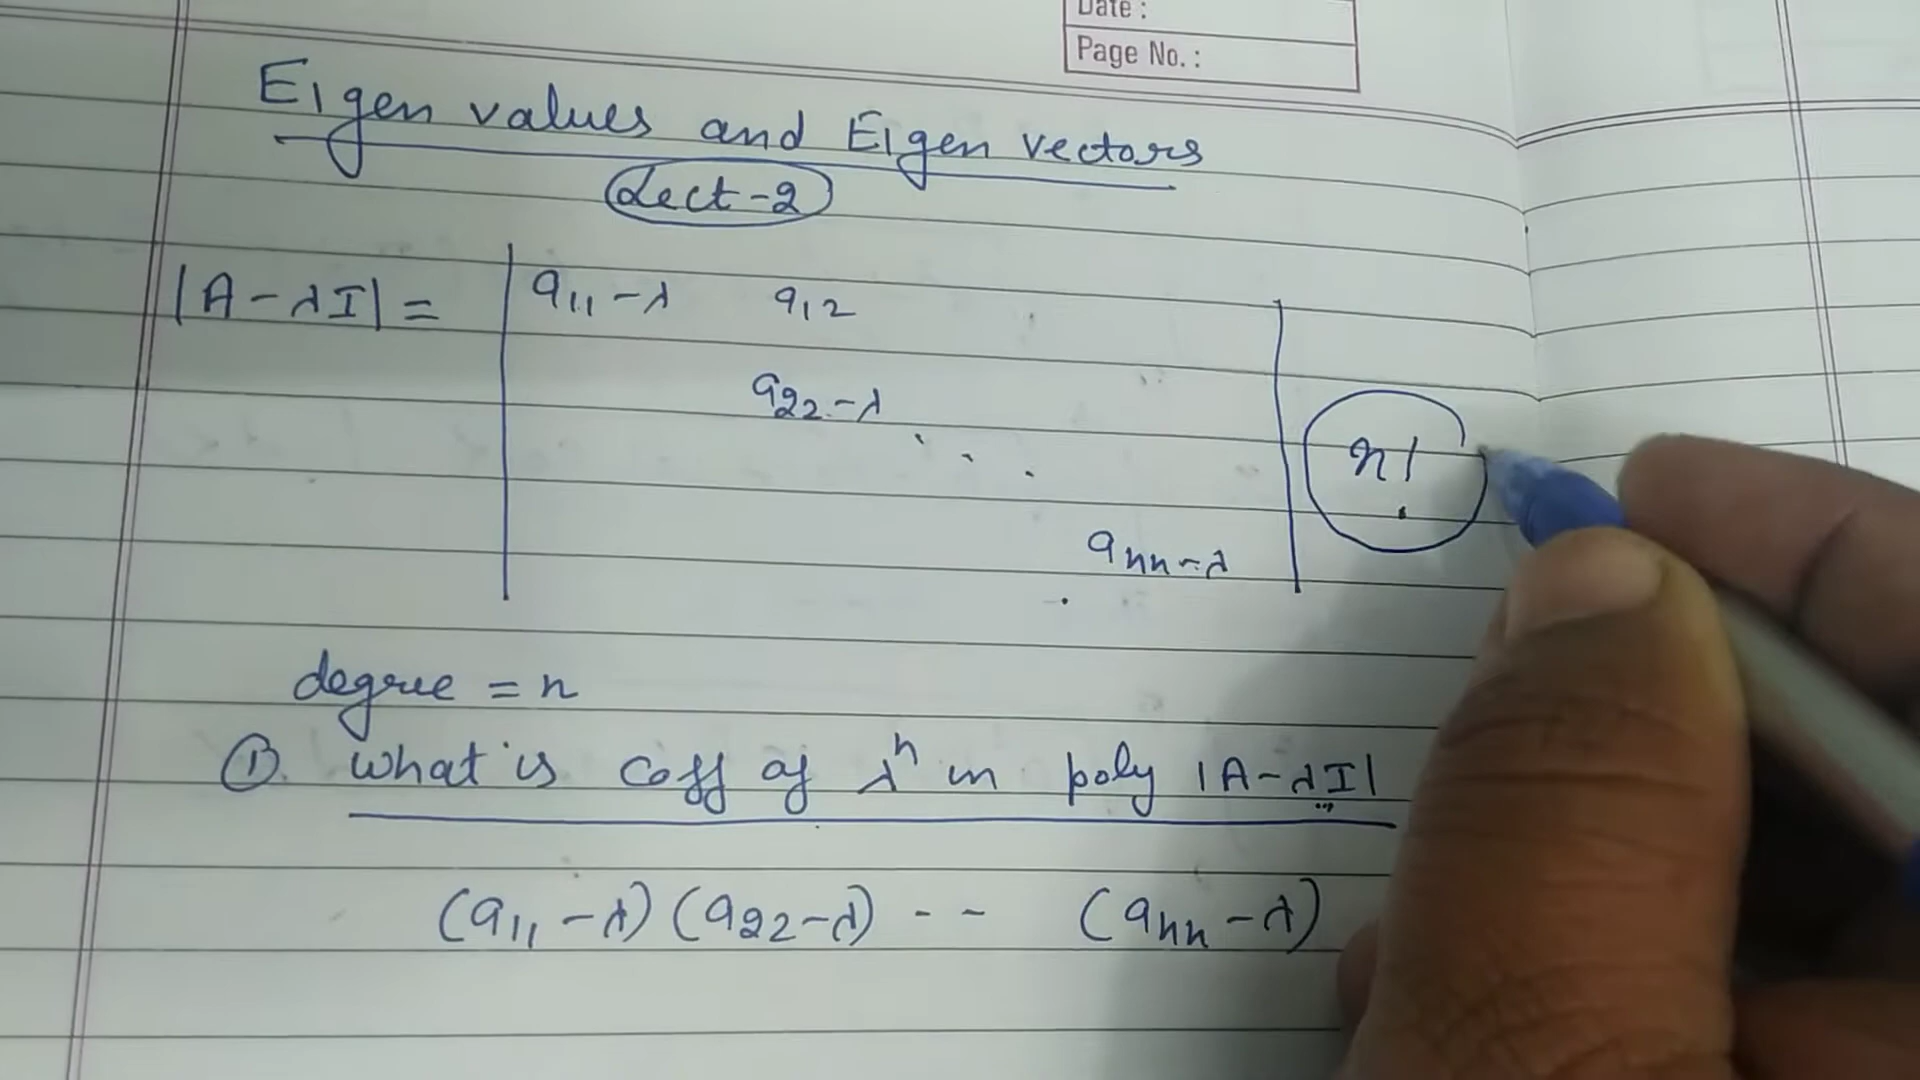 Date :
Page No. :
Eigen values and Eigen vectors
Lect-2
|A-λI| = | a11-λ a12
a22-λ
n!
ann-λ |
degree = n
① what is coff of λ^n in poly |A-λI|
(a11-λ)(a22-λ) -- (ann-λ)